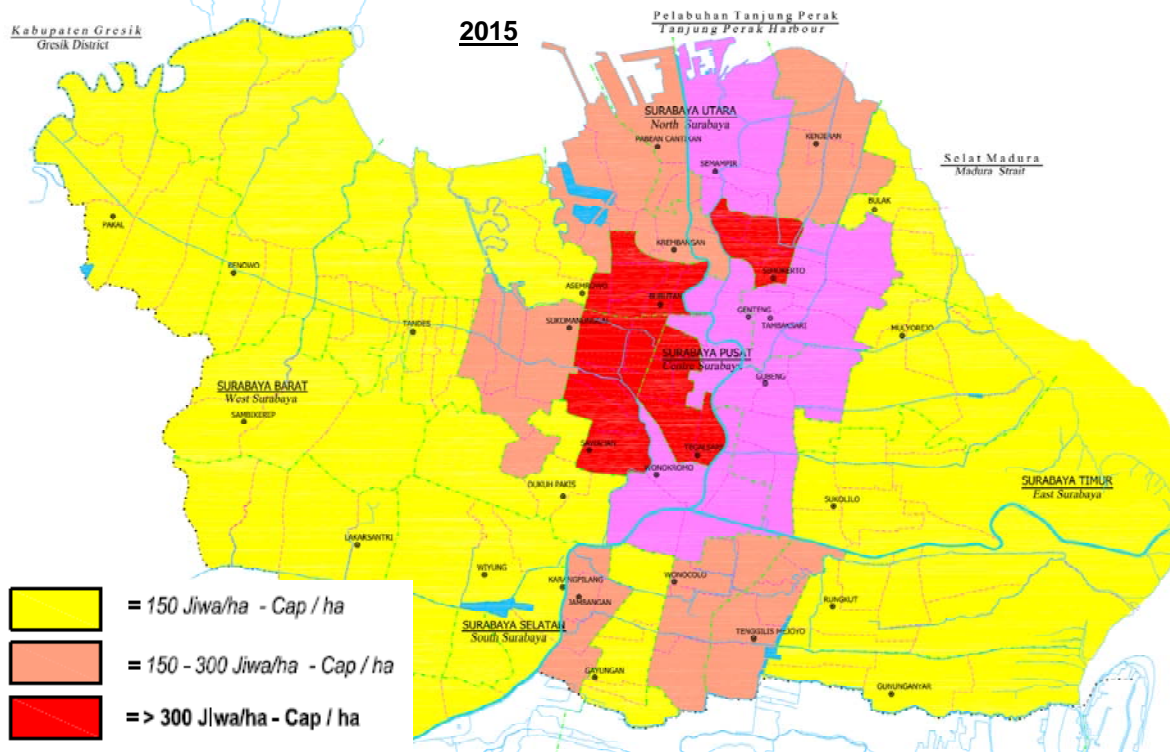 2015
Kabupaten Gresik
Gresik District
Pelabuhan Tanjung Perak
Tanjung Perak Harbour
SURABAYA UTARA
North Surabaya
PABEAN CANTIKAN
KENJERAN
SEMAMPIR
Selat Madura
Madura Strait
BULAK
PAKAL
KREMBANGAN
BENOWO
SIMOKERTO
ASEMROWO
BUBUTAN
GENTENG
TAMBAKSARI
SUKOMANUNGGAL
TANDES
MULYOREJO
SURABAYA PUSAT
Centre Surabaya
GUBENG
SURABAYA BARAT
West Surabaya
SAMBIKEREP
SAWAHAN
TEGALSARI
WONOKROMO
DUKUH PAKIS
SURABAYA TIMUR
East Surabaya
SUKOLILO
LAKARSANTRI
WIYUNG
KARANGPILANG
WONOCOLO
JAMBANGAN
RUNGKUT
SURABAYA SELATAN
South Surabaya
TENGGILIS MEJOYO
GAYUNGAN
GUNUNGANYAR
= 150 Jiwa/ha - Cap / ha
= 150 - 300 Jiwa/ha - Cap / ha
= > 300 Jiwa/ha - Cap / ha